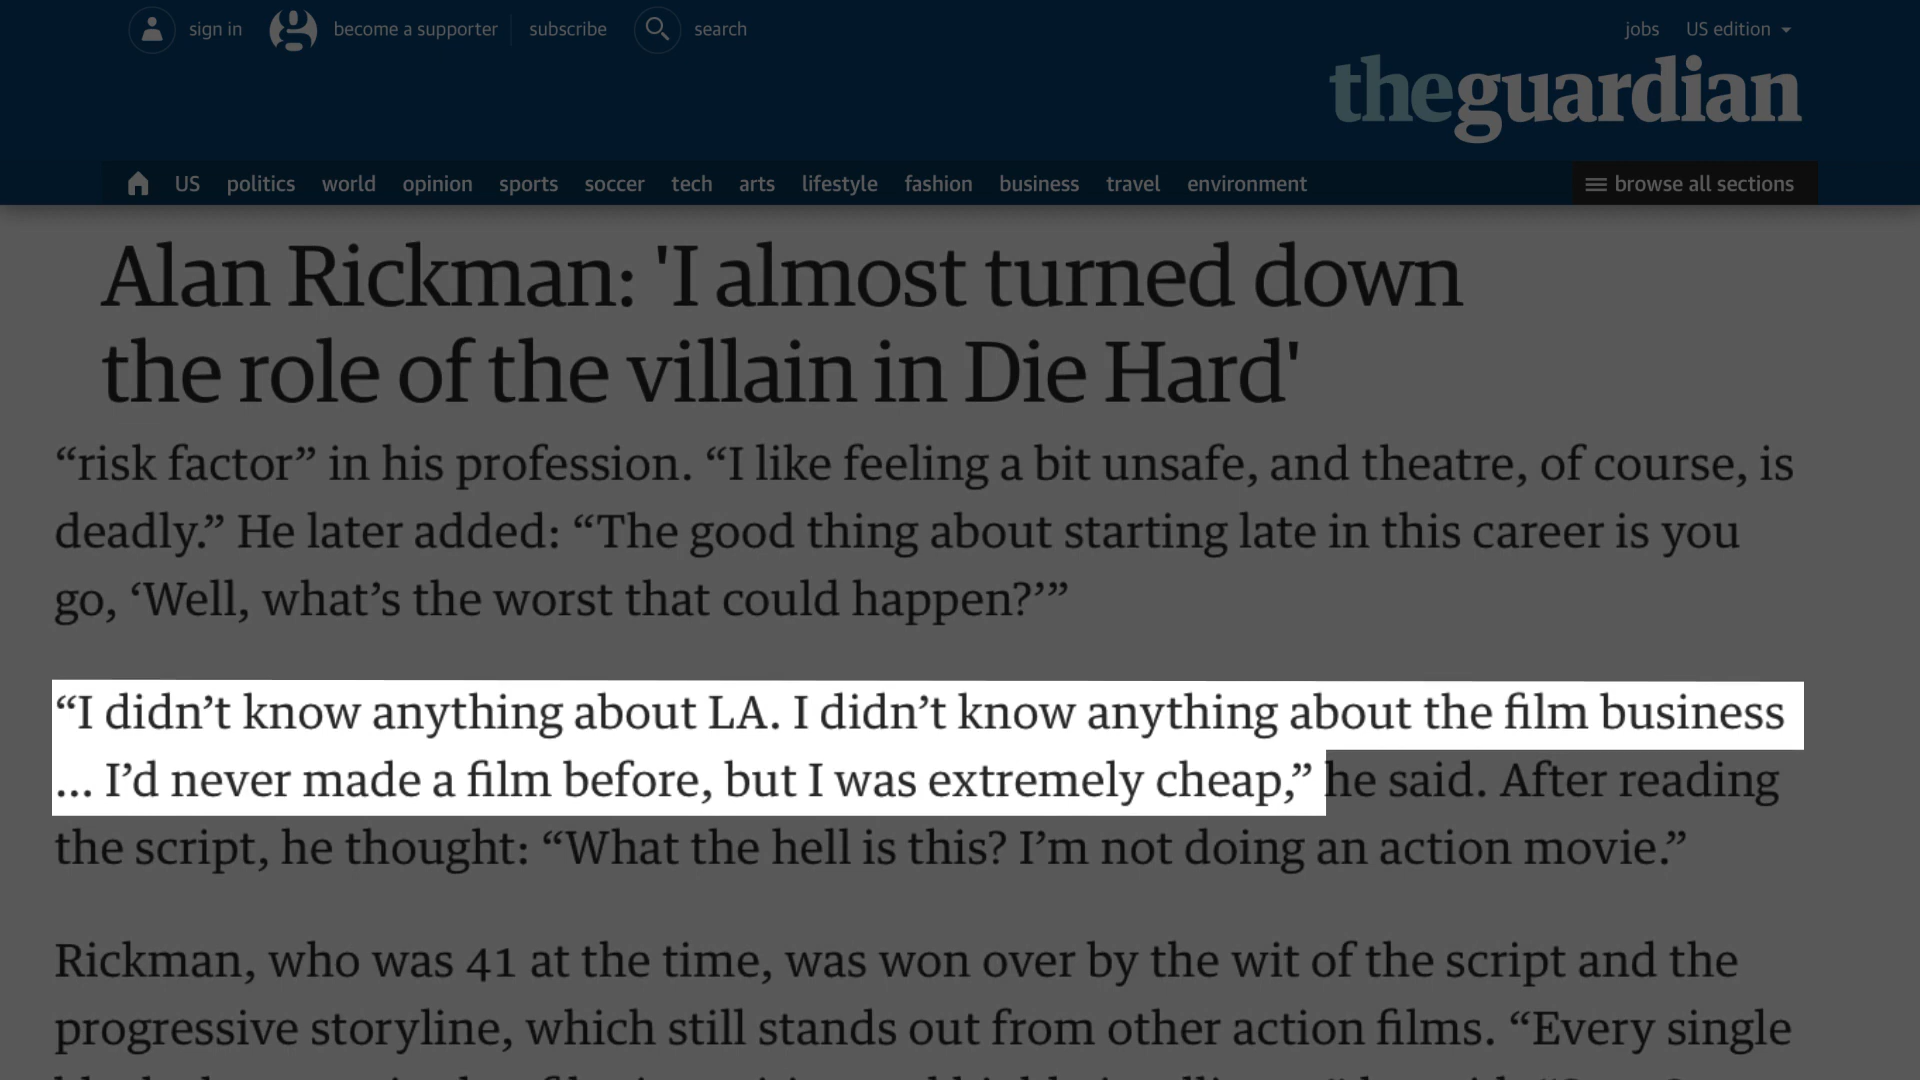 sign in become a supporter subscribe search jobs US edition
theguardian
US politics world opinion sports soccer tech arts lifestyle fashion business travel environment browse all sections
Alan Rickman: 'I almost turned down
the role of the villain in Die Hard'
“risk factor” in his profession. “I like feeling a bit unsafe, and theatre, of course, is
deadly.” He later added: “The good thing about starting late in this career is you
go, ‘Well, what’s the worst that could happen?’”
“I didn’t know anything about LA. I didn’t know anything about the film business
... I’d never made a film before, but I was extremely cheap,” he said. After reading
the script, he thought: “What the hell is this? I’m not doing an action movie.”
Rickman, who was 41 at the time, was won over by the wit of the script and the
progressive storyline, which still stands out from other action films. “Every single